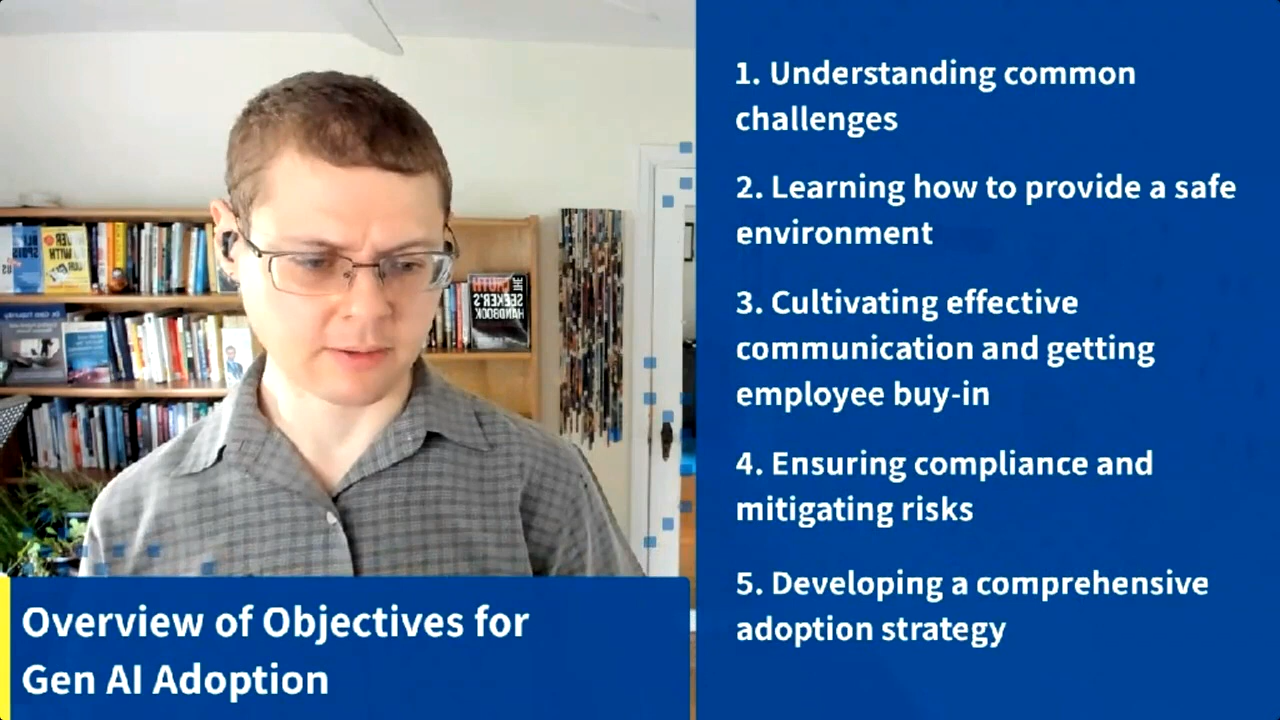 1. Understanding common
challenges
2. Learning how to provide a safe
environment
3. Cultivating effective
communication and getting
employee buy-in
4. Ensuring compliance and
mitigating risks
5. Developing a comprehensive
adoption strategy
THE
TRUTH
SEEKER'S
HANDBOOK
Overview of Objectives for
Gen AI Adoption